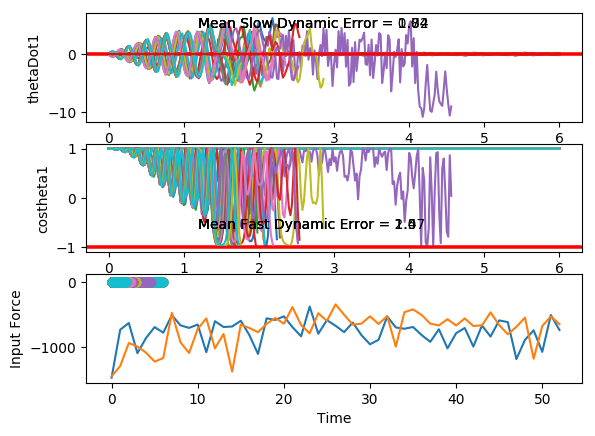 Mean Slow Dynamic Error =
thetaDot1
0
−10
0 1 2 3 4 5 6
1
costheta1
0
Mean Fast Dynamic Error =
−1
0 1 2 3 4 5 6
0
Input Force
−1000
0 10 20 30 40 50
Time